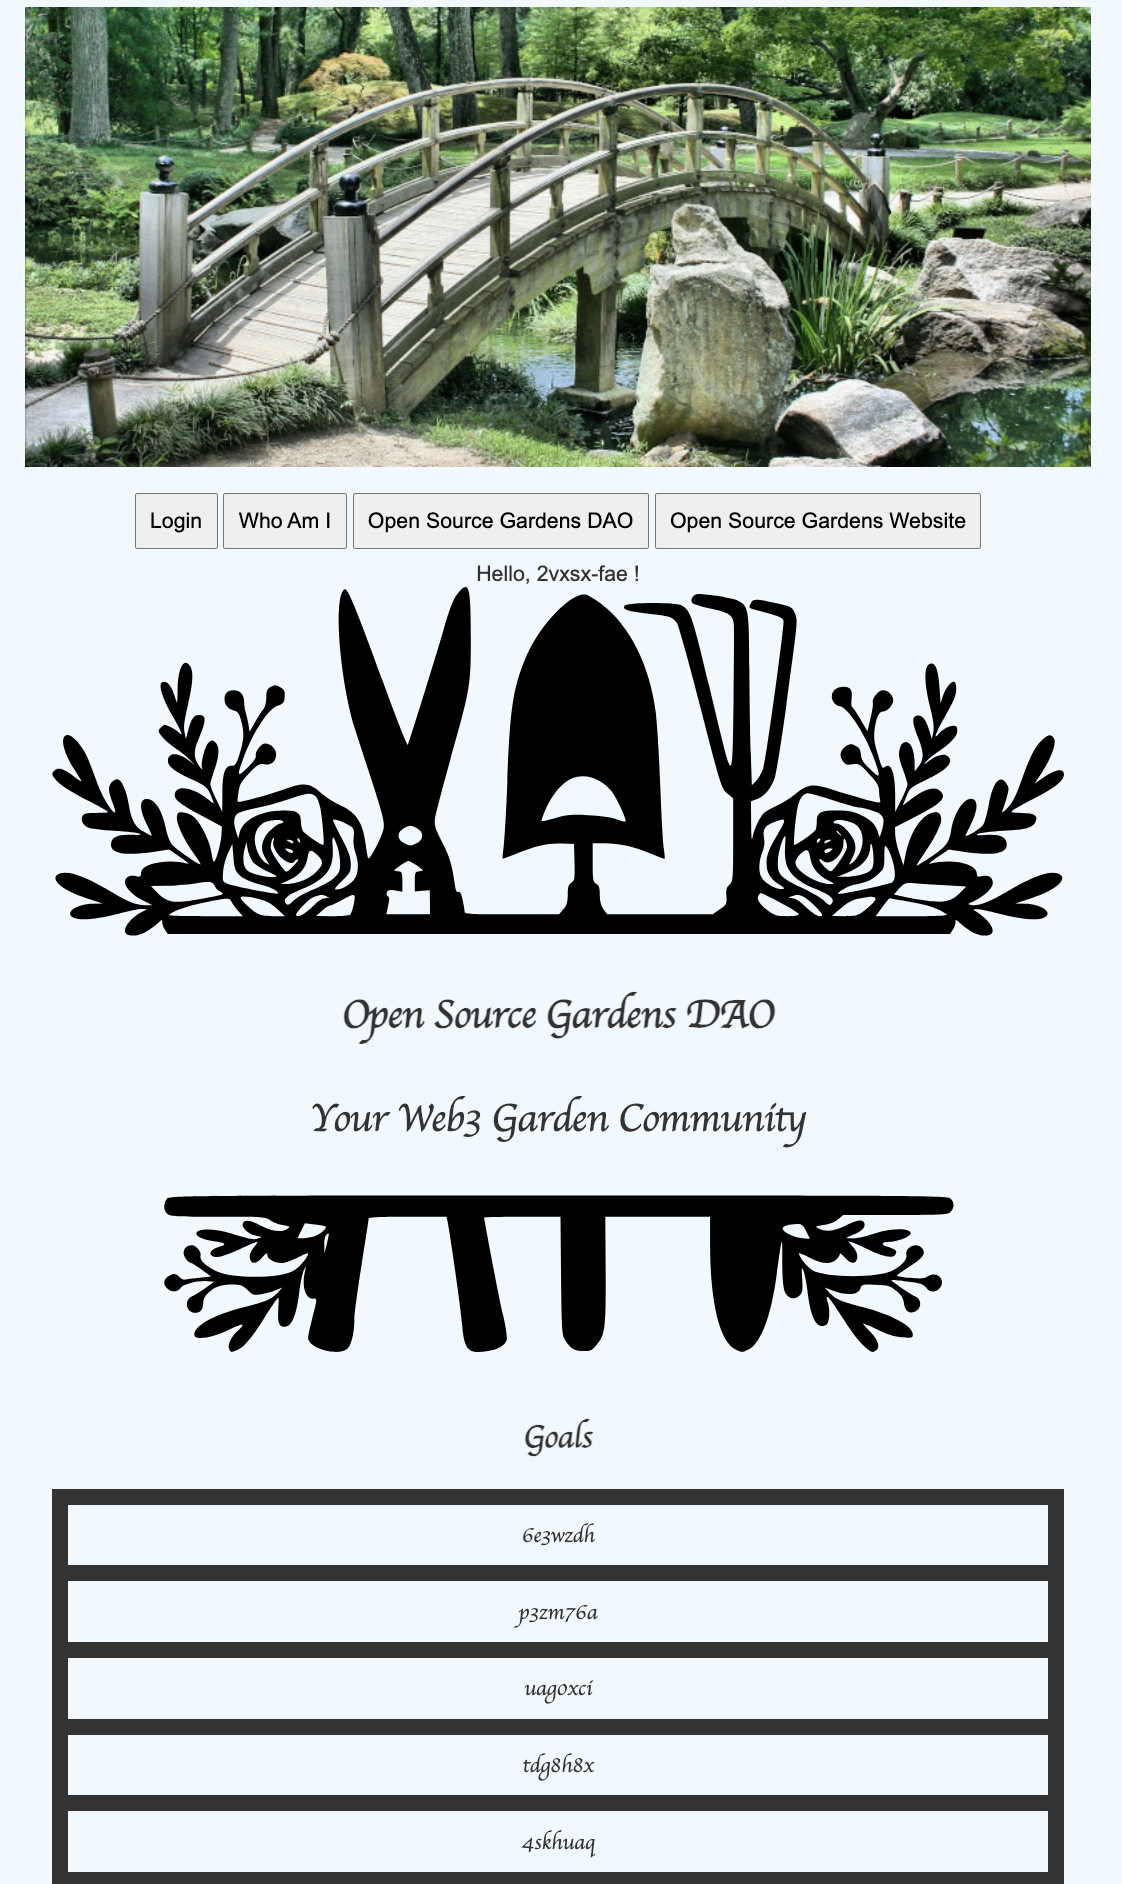 Login
Who Am I
Open Source Gardens DAO
Open Source Gardens Website
Hello, 2vxsx-fae !
Open Source Gardens DAO
Your Web3 Garden Community
Goals
6e3wzdh
p3zm76a
uag0xci
tdg8h8x
4skhuaq